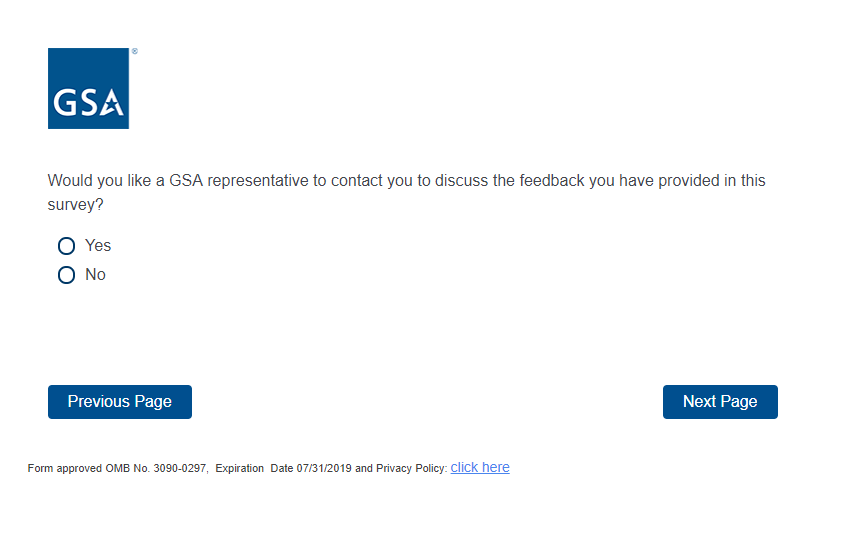 ®
GSA
Would you like a GSA representative to contact you to discuss the feedback you have provided in this
survey?
Yes
No
Previous Page
Next Page
Form approved OMB No. 3090-0297,  Expiration  Date 07/31/2019 and Privacy Policy: click here